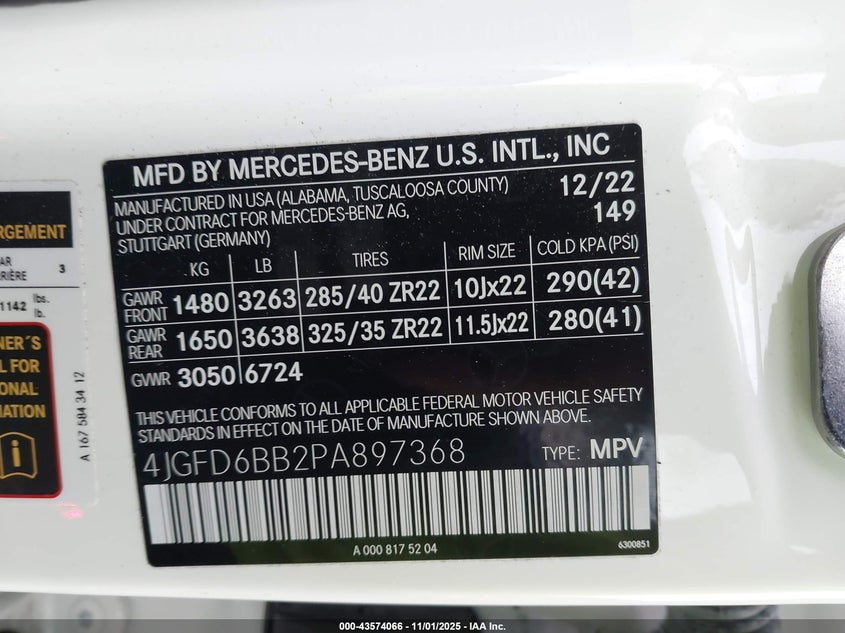 MFD BY MERCEDES-BENZ U.S. INTL., INC
MANUFACTURED IN USA (ALABAMA, TUSCALOOSA COUNTY) 12/22
UNDER CONTRACT FOR MERCEDES-BENZ AG, 149
STUTTGART (GERMANY)
KG LB TIRES RIM SIZE COLD KPA (PSI)
GAWR FRONT 1480 3263 285/40 ZR22 10Jx22 290(42)
GAWR REAR 1650 3638 325/35 ZR22 11.5Jx22 280(41)
GVWR 3050 6724
THIS VEHICLE CONFORMS TO ALL APPLICABLE FEDERAL MOTOR VEHICLE SAFETY
STANDARDS IN EFFECT ON THE DATE OF MANUFACTURE SHOWN ABOVE.
4JGFD6BB2PA897368 TYPE: MPV
A 000 817 52 04 6300851
RGEMENT
AR
RIÈRE 3
1142 lbs.
lb.
NER´S
L FOR
ONAL
MATION
i
A 167 584 34 12
000-43574066 - 11/01/2025 - IAA Inc.